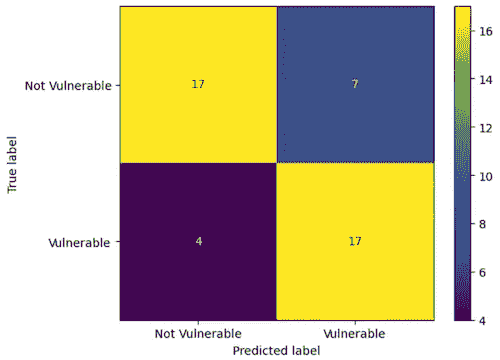 16
Not Vulnerable
17
7
14
12
True label
10
8
Vulnerable
4
17
6
4
Not Vulnerable
Vulnerable
Predicted label